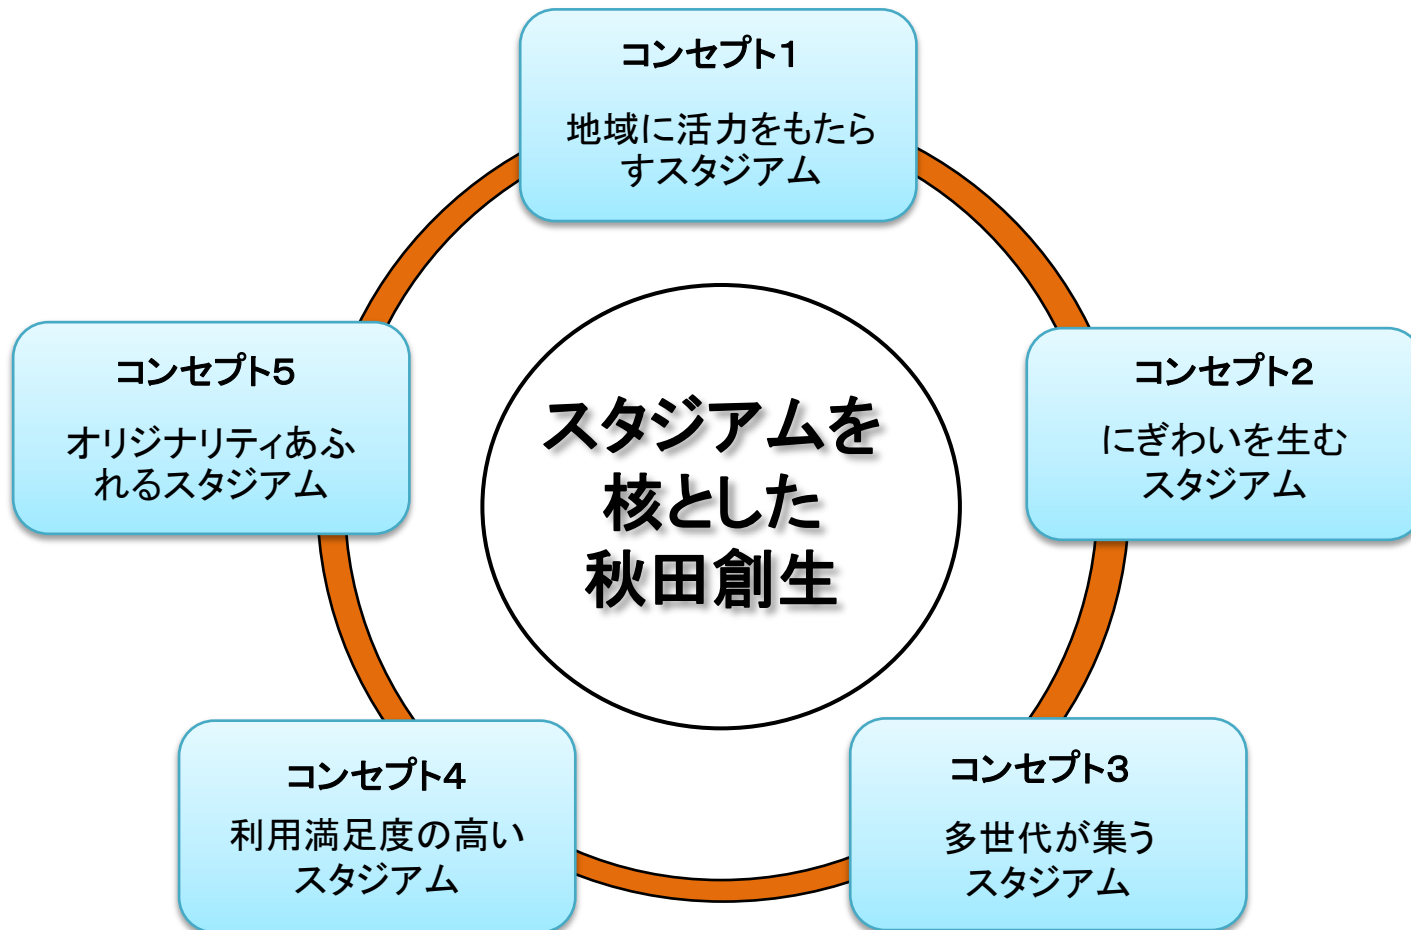 コンセプト1
地域に活力をもたら
すスタジアム
コンセプト2
にぎわいを生む
スタジアム
コンセプト3
多世代が集う
スタジアム
コンセプト4
利用満足度の高い
スタジアム
コンセプト5
オリジナリティあふ
れるスタジアム
スタジアムを
核とした
秋田創生